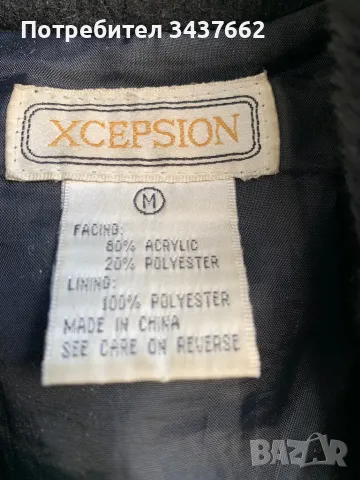 Потребител 3437662
XCEPSION
M
FACING:
80% ACRYLIC
20% POLYESTER
LINING:
100% POLYESTER
MADE IN CHINA
SEE CARE ON REVERSE
BAZAR